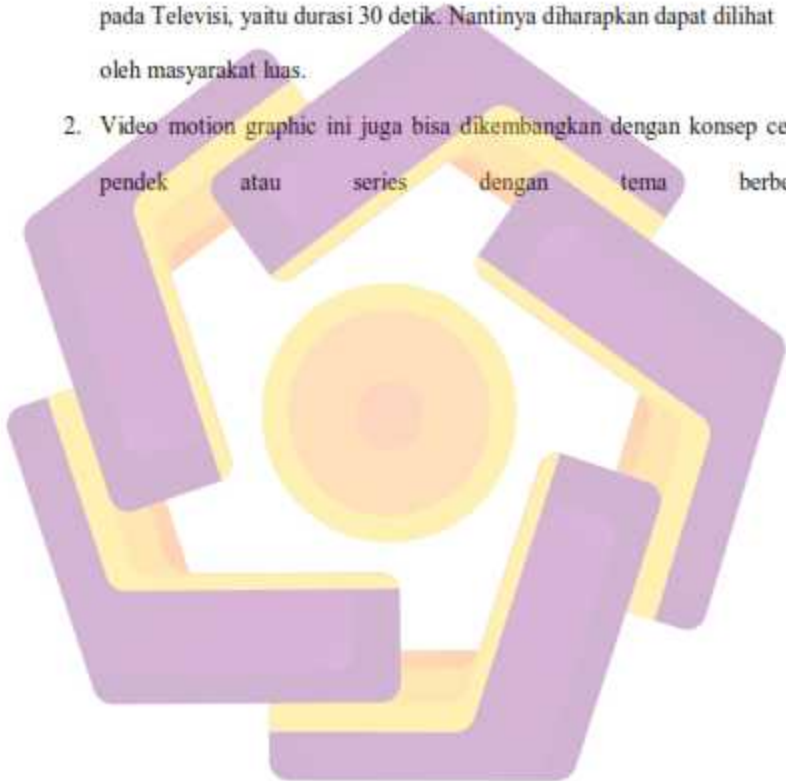 pada Televisi, yaitu durasi 30 detik. Nantinya diharapkan dapat dilihat
oleh masyarakat luas.
2. Video motion graphic ini juga bisa dikembangkan dengan konsep
pendek atau series dengan tema